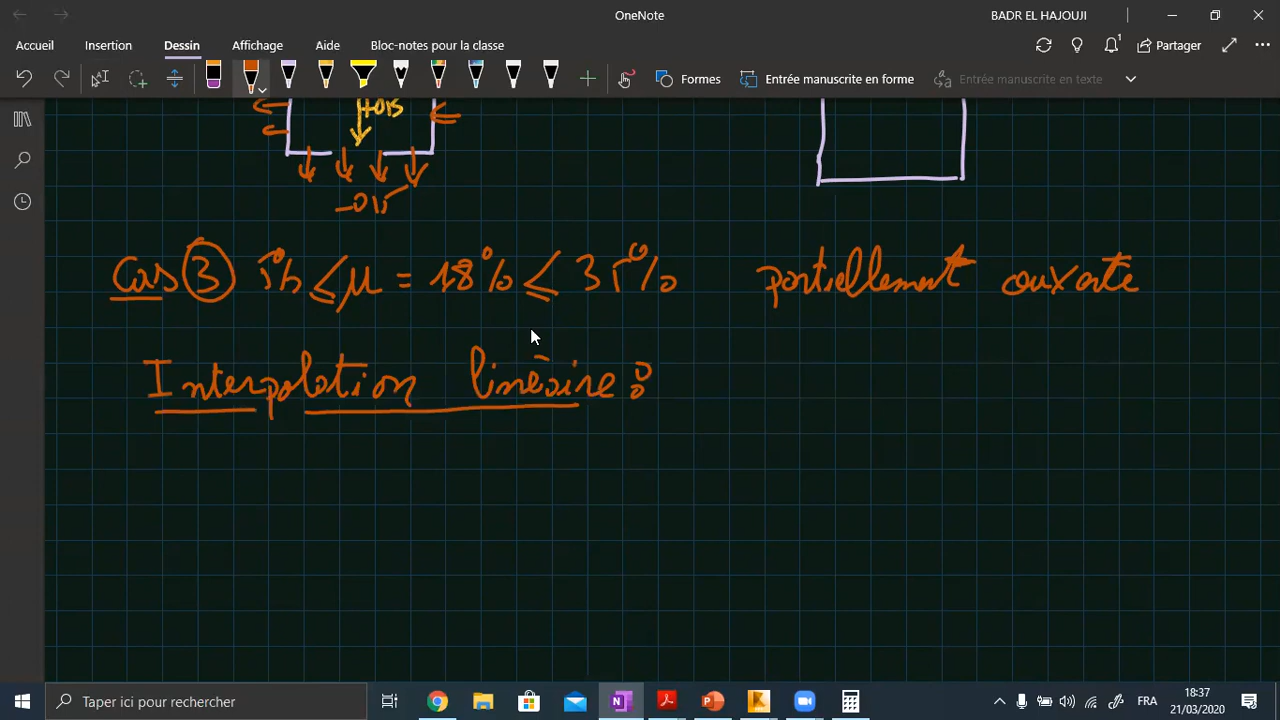 OneNote
BADR EL HAJOUJI
Accueil
Insertion
Dessin
Affichage
Aide
Bloc-notes pour la classe
Partager
Formes
Entrée manuscrite en forme
Entrée manuscrite en texte
Cas 3 5% ≤ μ = 18% ≤ 35% partiellement ouverte
Interpolation linéaire :
Taper ici pour rechercher
FRA
18:37
21/03/2020